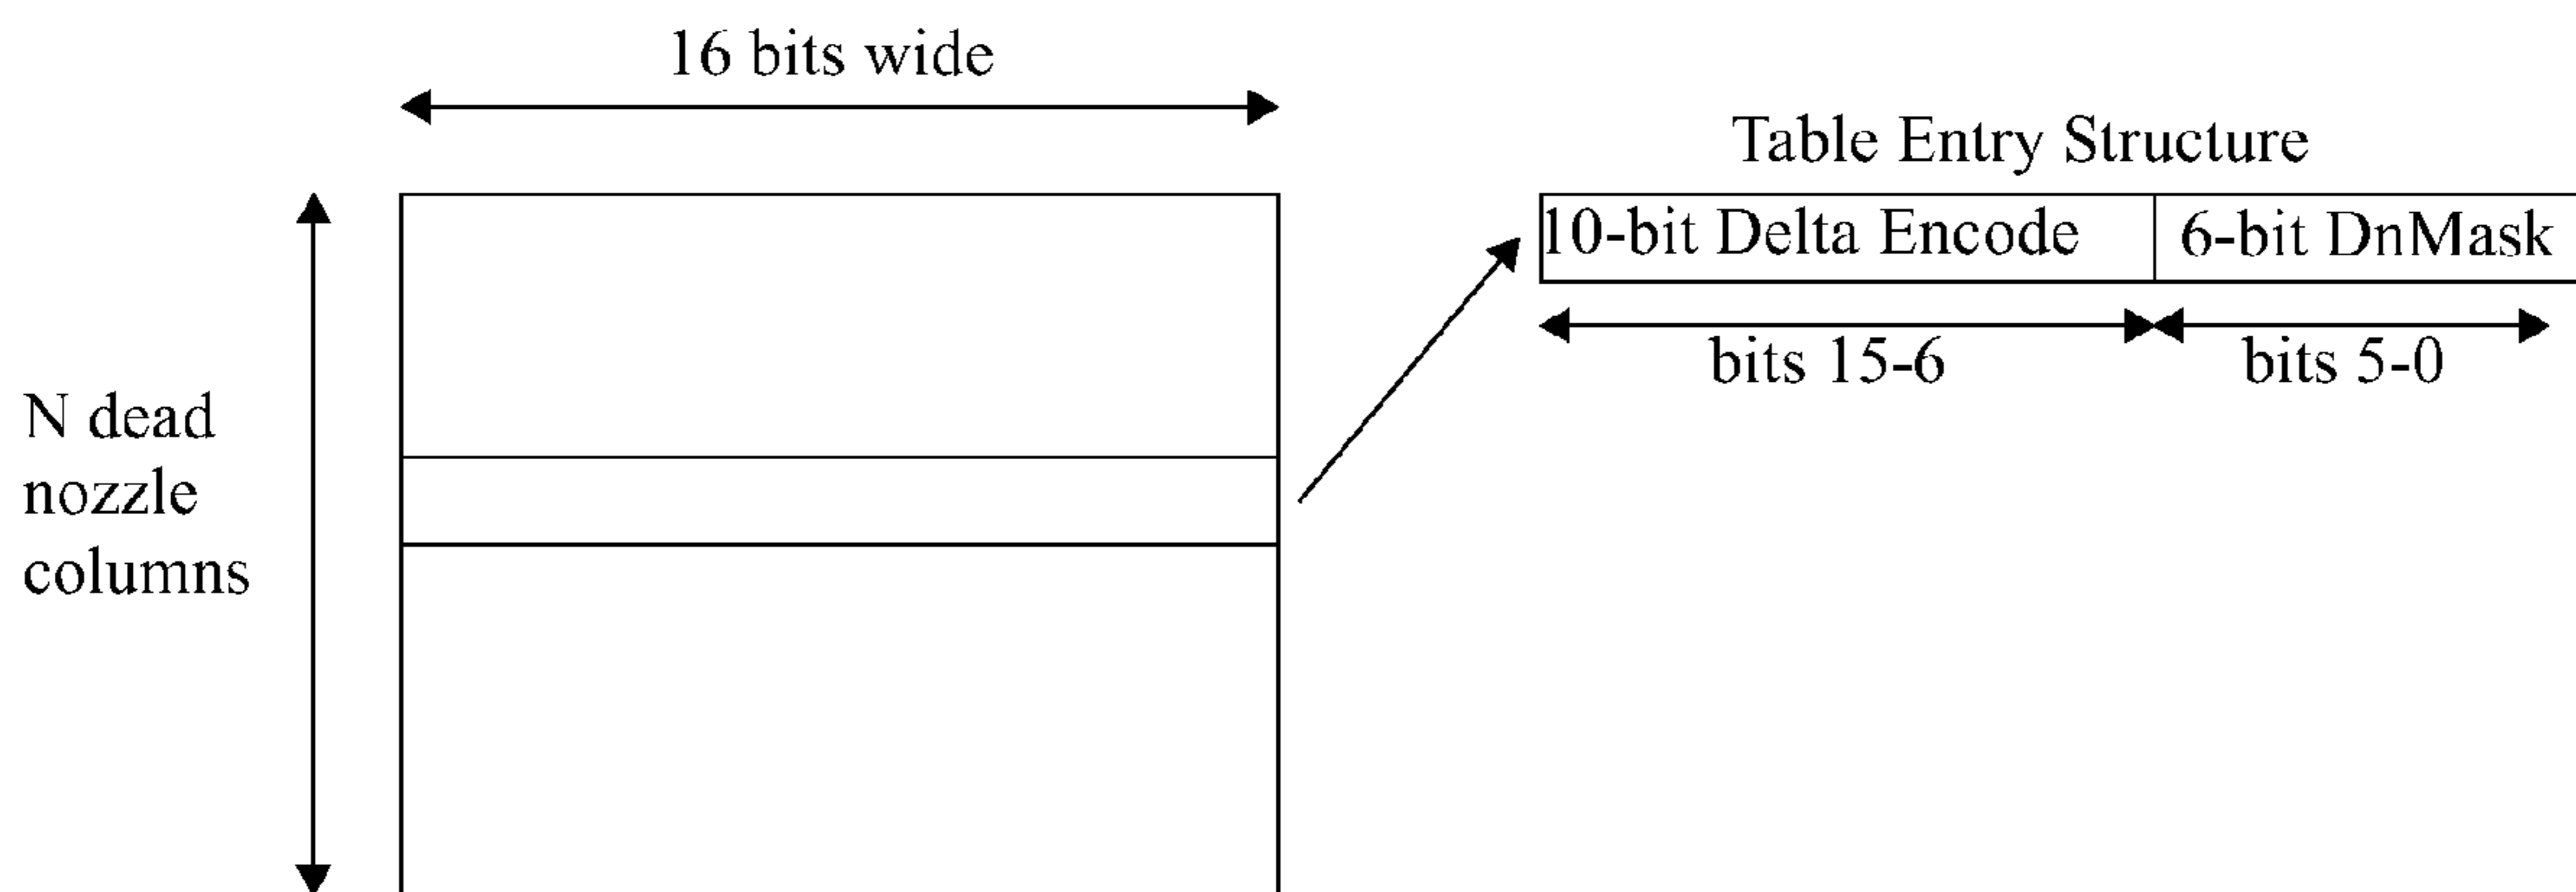 16 bits wide
Table Entry Structure
10-bit Delta Encode 6-bit DnMask
bits 15-6 bits 5-0
N dead
nozzle
columns